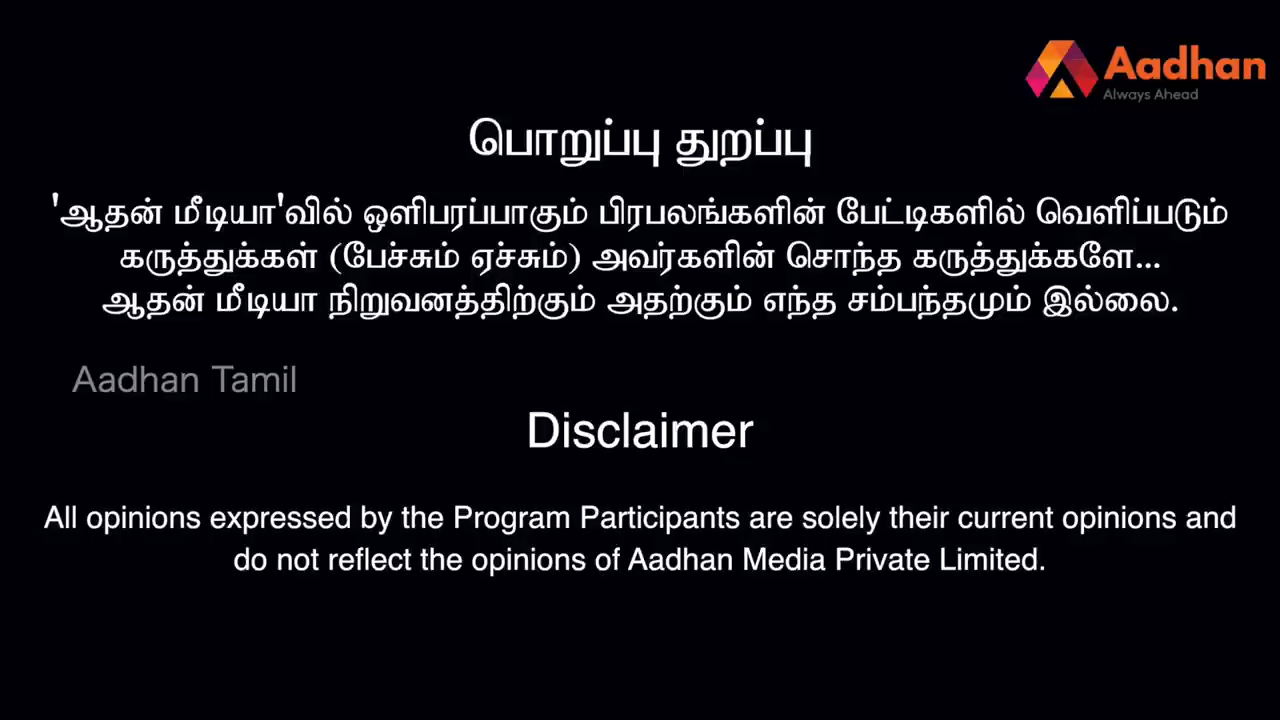 Aadhan
Always Ahead
பொறுப்பு துறப்பு
'ஆதன் மீடியா'வில் ஒளிபரப்பாகும் பிரபலங்களின் பேட்டிகளில் வெளிப்படும்
கருத்துக்கள் (பேச்சும் ஏச்சும்) அவர்களின் சொந்த கருத்துக்களே...
ஆதன் மீடியா நிறுவனத்திற்கும் அதற்கும் எந்த சம்பந்தமும் இல்லை.
Aadhan Tamil
Disclaimer
All opinions expressed by the Program Participants are solely their current opinions and
do not reflect the opinions of Aadhan Media Private Limited.